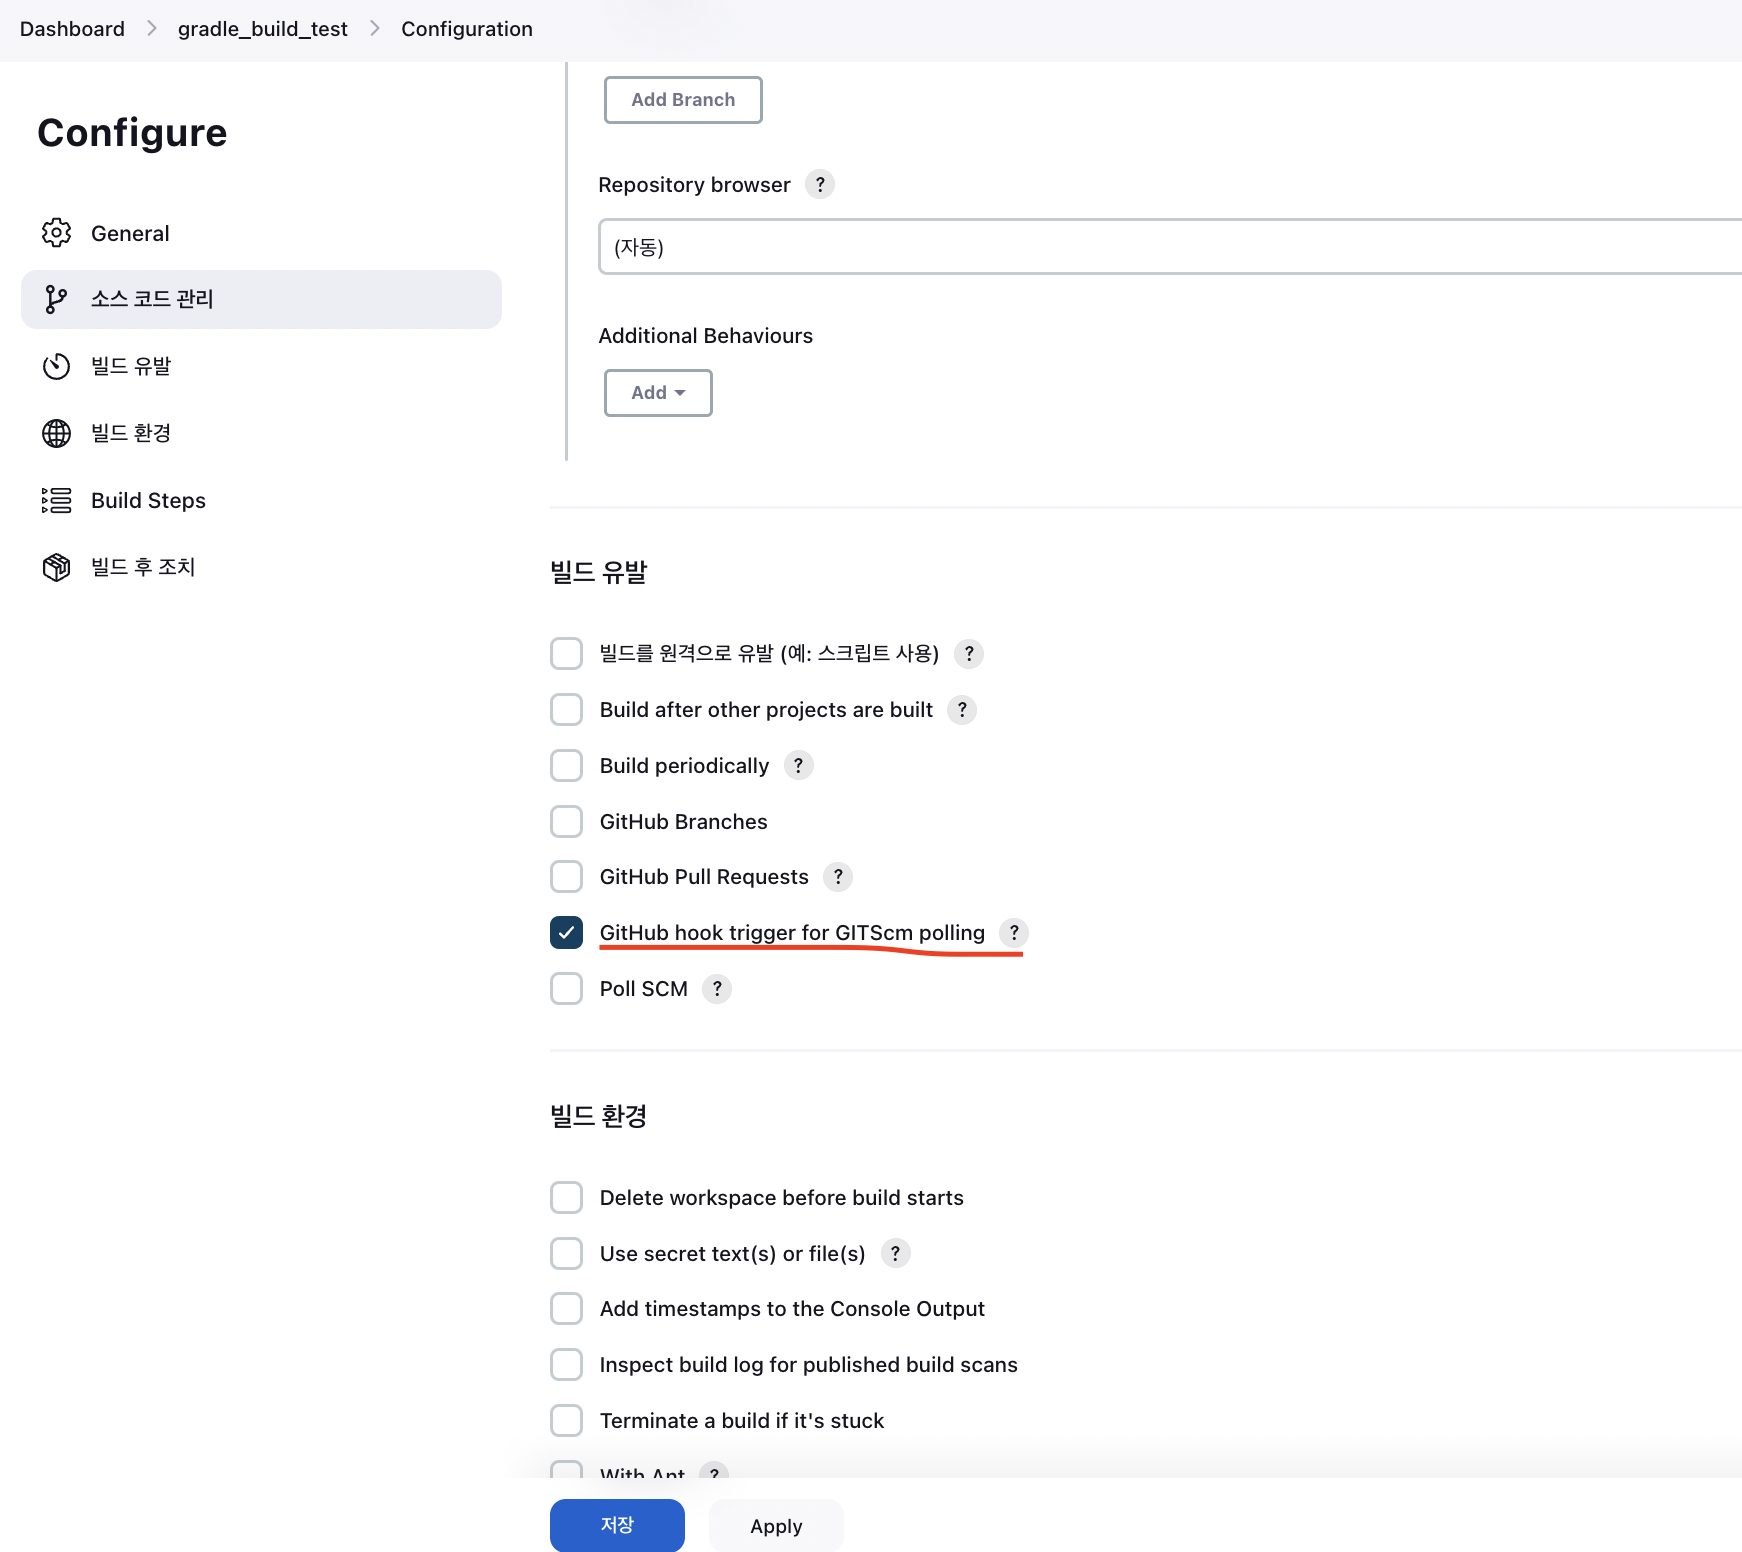 Dashboard > gradle_build_test > Configuration
Configure
General
소스 코드 관리
빌드 유발
빌드 환경
Build Steps
빌드 후 조치
Add Branch
Repository browser ?
(자동)
Additional Behaviours
Add
빌드 유발
빌드를 원격으로 유발 (예: 스크립트 사용) ?
Build after other projects are built ?
Build periodically ?
GitHub Branches
GitHub Pull Requests ?
GitHub hook trigger for GITScm polling ?
Poll SCM ?
빌드 환경
Delete workspace before build starts
Use secret text(s) or file(s) ?
Add timestamps to the Console Output
Inspect build log for published build scans
Terminate a build if it's stuck
With Ant ?
저장
Apply